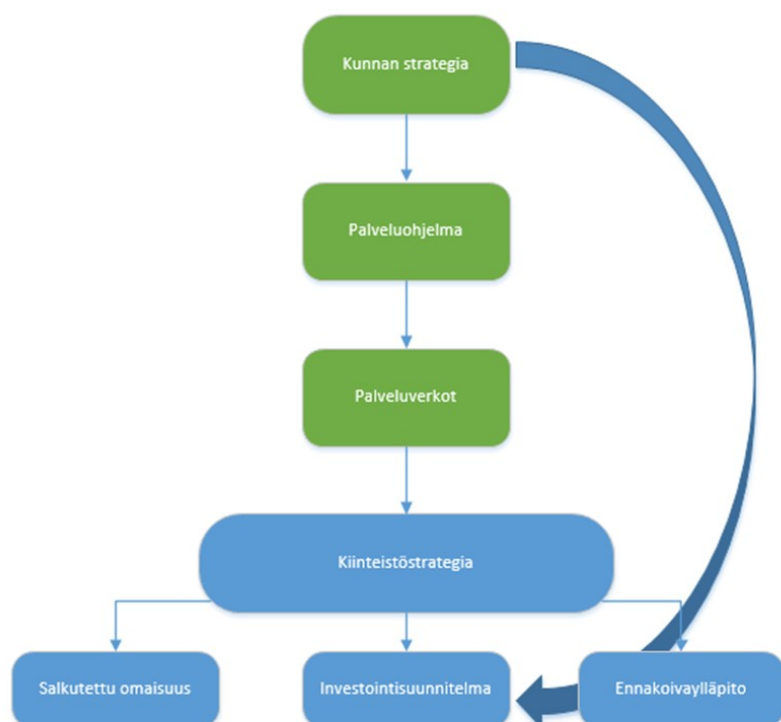 Kunnan strategia
Palveluohjelma
Palveluverkot
Kiinteistöstrategia
Salkutettu omaisuus
Investointisuunnitelma
Ennakoivaylläpito